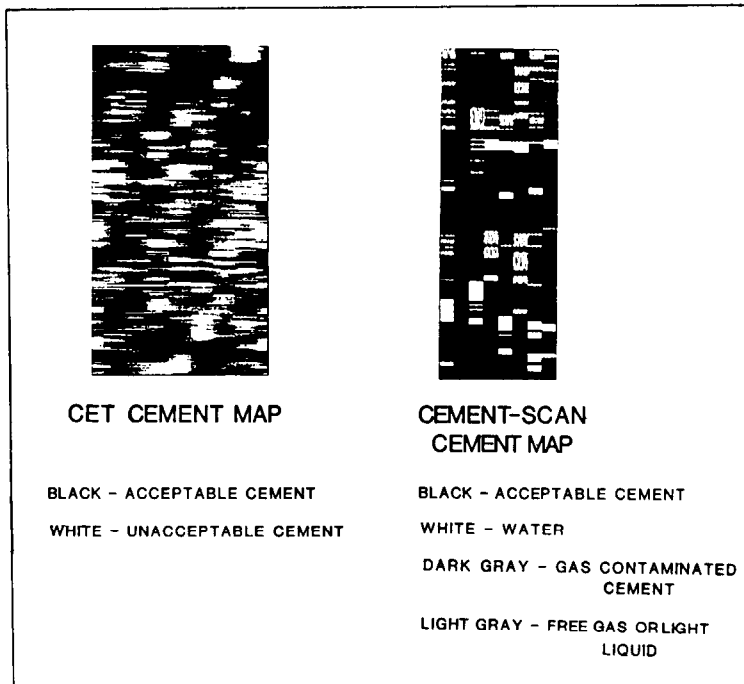 CET CEMENT MAP
BLACK - ACCEPTABLE CEMENT
WHITE - UNACCEPTABLE CEMENT
CEMENT-SCAN
CEMENT MAP
BLACK - ACCEPTABLE CEMENT
WHITE - WATER
DARK GRAY - GAS CONTAMINATED
CEMENT
LIGHT GRAY - FREE GAS OR LIGHT
LIQUID